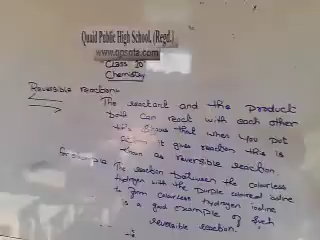 Quail Public High School. (Regd.)
www.qpsota.com
Class 10
Chemistry
Reversible reaction:
The reactant and the product
both can react with each other
this shows that when you put
it gives reaction this is
known as reversible reaction
for example The reaction between the colourless
hydrogen with the purple coloured iodine
to form colourless hydrogen iodine
is a good example of such
reversible reaction.